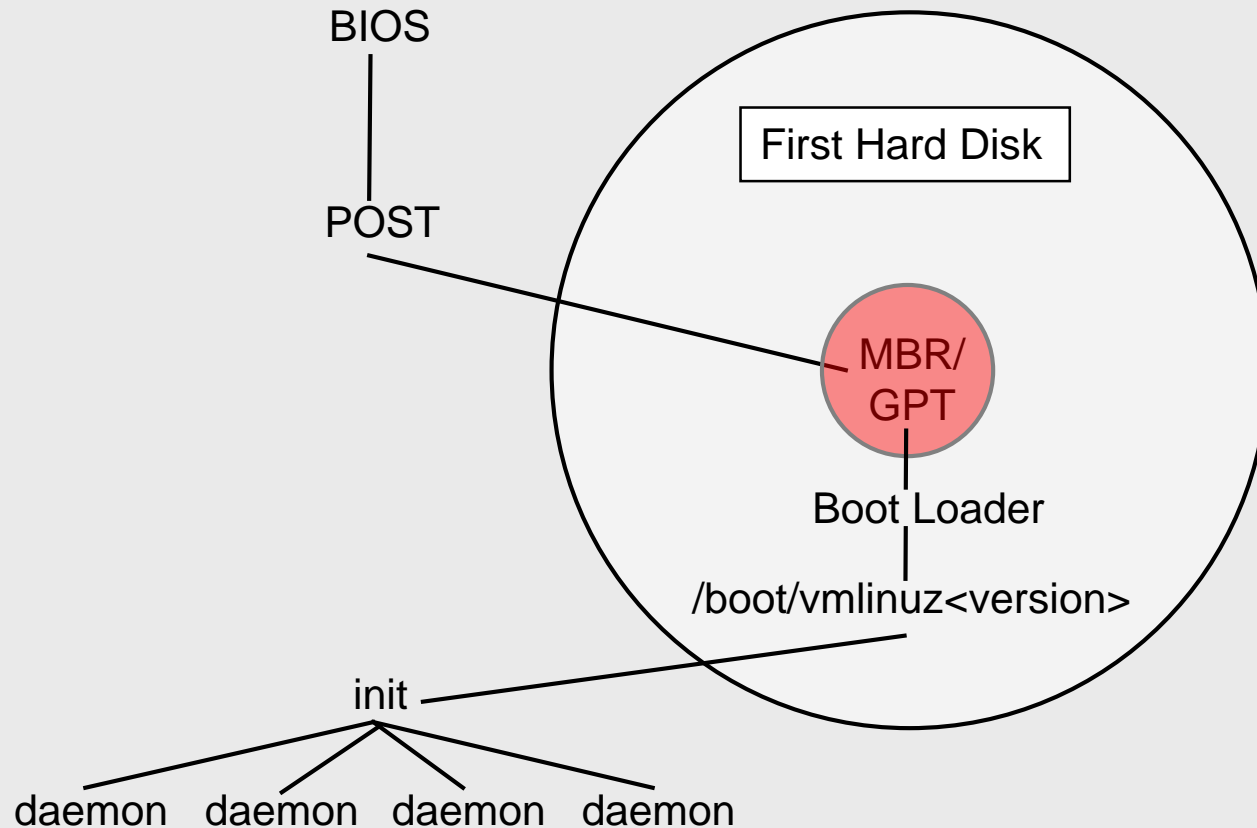 BIOS
First Hard Disk
POST
MBR/
GPT
Boot Loader
/boot/vmlinuz<version>
init
daemon daemon daemon daemon